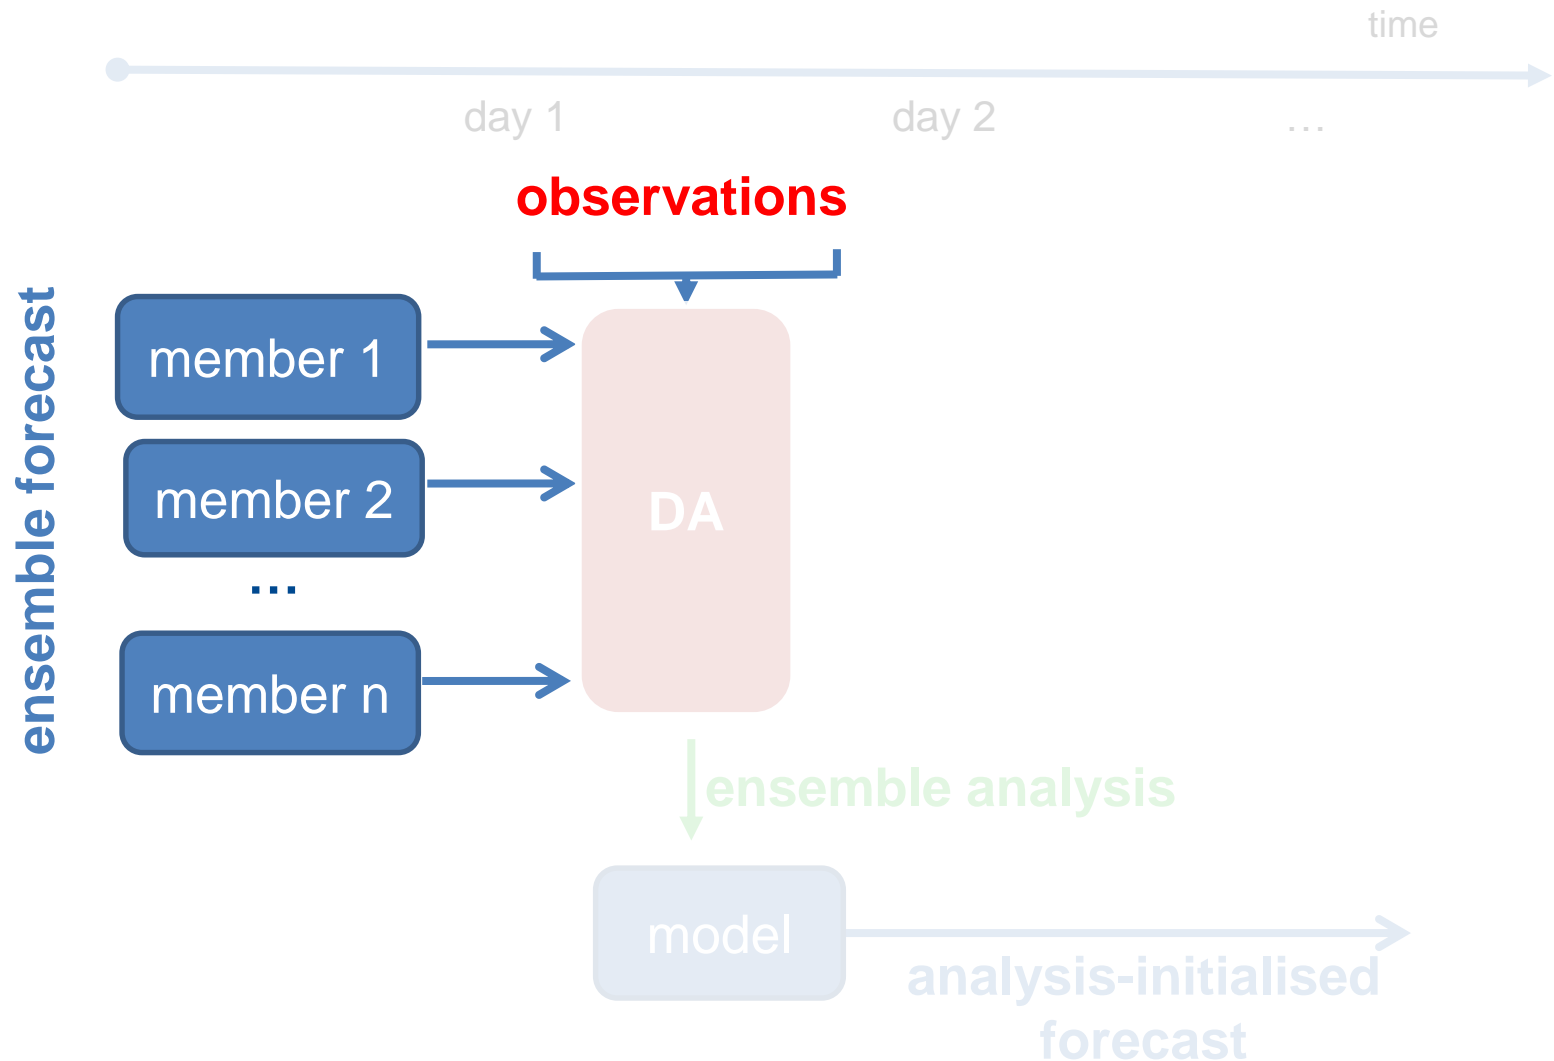 time
day 1
day 2
…
observations
ensemble forecast
member 1
member 2
...
member n
DA
ensemble analysis
model
analysis-initialised
forecast